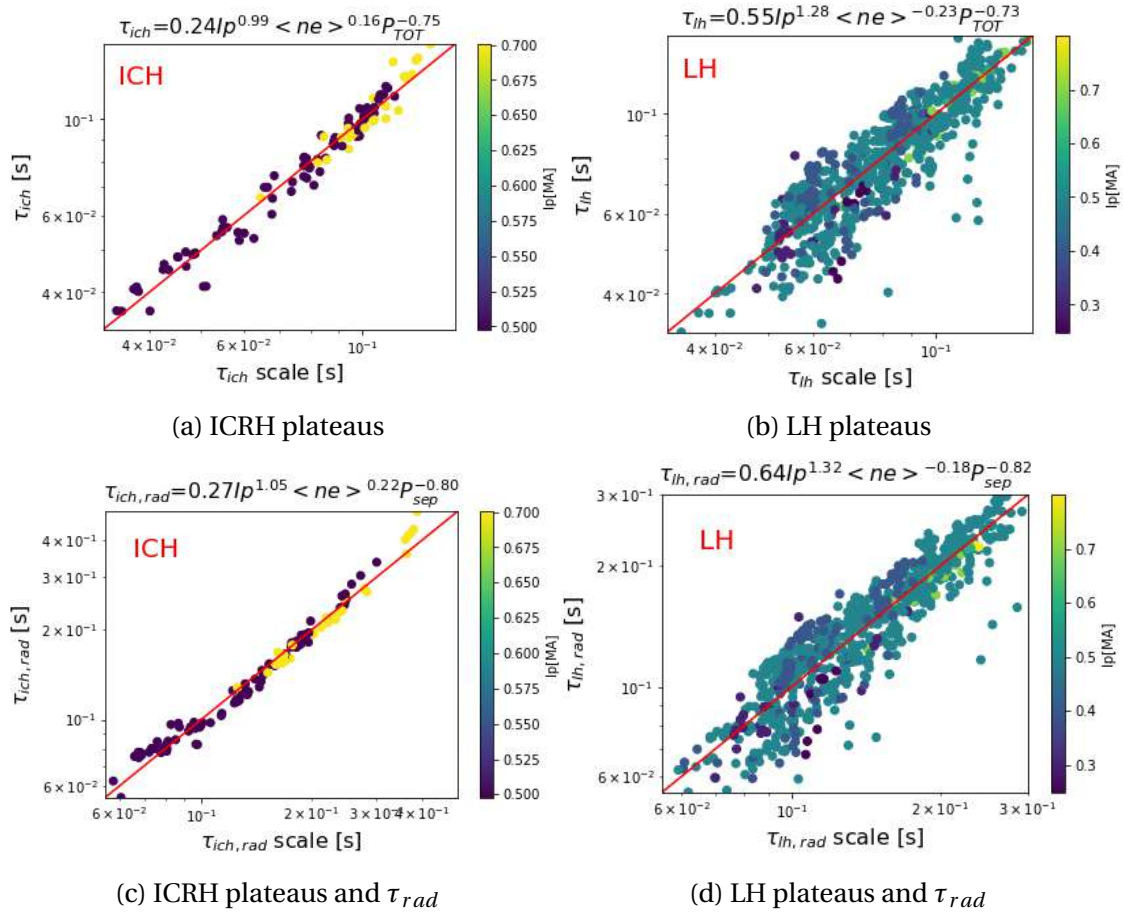 τ_ich=0.24Ip^0.99 < ne > ^0.16 P_TOT^−0.75
ICH
τ_ich [s]
10^−1
6 × 10^−2
4 × 10^−2
4 × 10^−2
6 × 10^−2
10^−1
τ_ich scale [s]
0.700
0.675
0.650
0.625
0.600
0.575
0.550
0.525
0.500
Ip[MA]
(a) ICRH plateaus
τ_lh=0.55Ip^1.28 < ne > ^−0.23 P_TOT^−0.73
LH
τ_lh [s]
10^−1
6 × 10^−2
4 × 10^−2
4 × 10^−2
6 × 10^−2
10^−1
τ_lh scale [s]
0.7
0.6
0.5
0.4
0.3
Ip[MA]
(b) LH plateaus
τ_ich,rad=0.27Ip^1.05 < ne > ^0.22 P_sep^−0.80
ICH
τ_ich,rad [s]
4 × 10^−1
3 × 10^−1
2 × 10^−1
10^−1
6 × 10^−2
6 × 10^−2
10^−1
2 × 10^−1
3 × 10^−1
4 × 10^−1
τ_ich,rad scale [s]
0.700
0.675
0.650
0.625
0.600
0.575
0.550
0.525
0.500
Ip[MA]
(c) ICRH plateaus and τ_rad
τ_lh,rad=0.64Ip^1.32 < ne > ^−0.18 P_sep^−0.82
LH
τ_lh,rad [s]
3 × 10^−1
2 × 10^−1
10^−1
6 × 10^−2
6 × 10^−2
10^−1
2 × 10^−1
3 × 10^−1
τ_lh,rad scale [s]
0.7
0.6
0.5
0.4
0.3
Ip[MA]
(d) LH plateaus and τ_rad